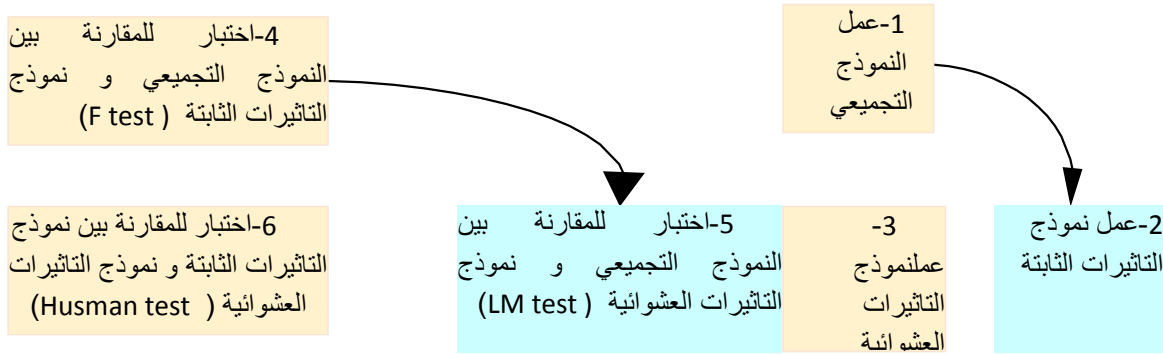 1-عمل
النموذج
التجميعي
2-عمل نموذج
التاثيرات الثابتة
3-
عملنموذج
التاثيرات
العشوائية
4-اختبار للمقارنة بين
النموذج التجميعي و نموذج
التاثيرات الثابتة ( F test)
5-اختبار للمقارنة بين
النموذج التجميعي و نموذج
التاثيرات العشوائية ( LM test)
6-اختبار للمقارنة بين نموذج
التاثيرات الثابتة و نموذج التاثيرات
العشوائية ( Husman test)